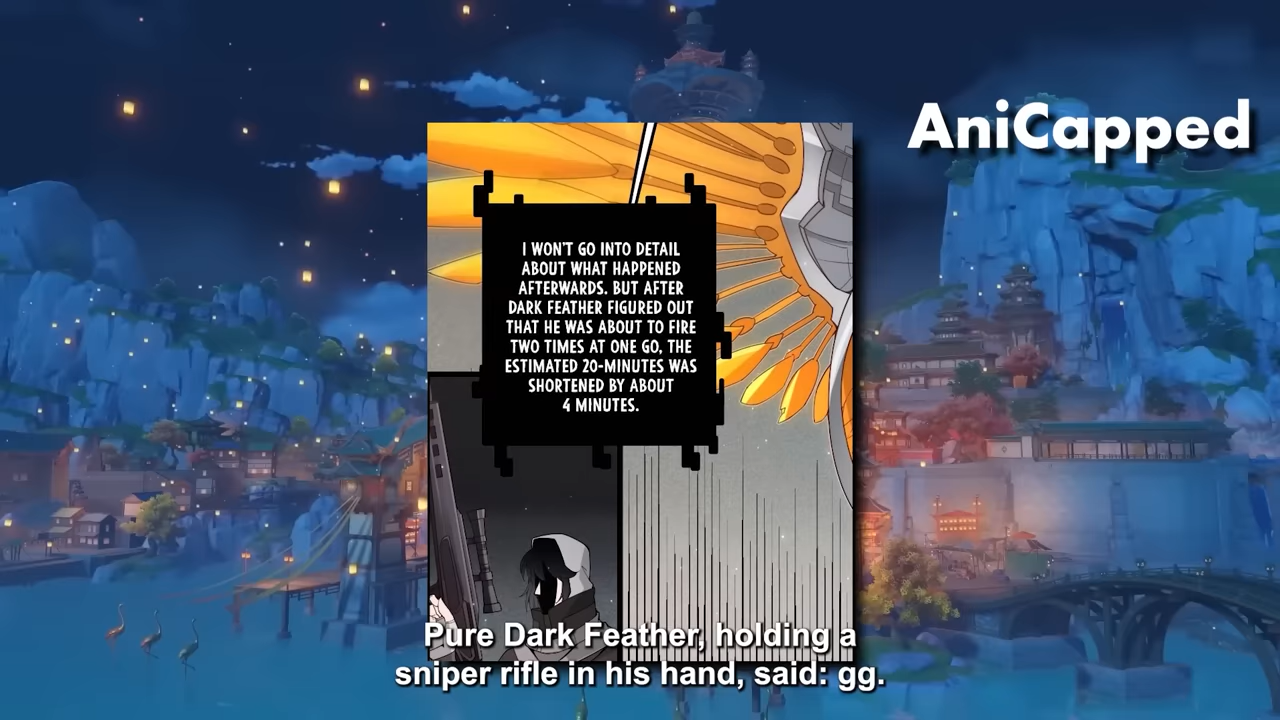 AniCapped
I WON'T GO INTO DETAIL
ABOUT WHAT HAPPENED
AFTERWARDS. BUT AFTER
DARK FEATHER FIGURED OUT
THAT HE WAS ABOUT TO FIRE
TWO TIMES AT ONE GO, THE
ESTIMATED 20-MINUTES WAS
SHORTENED BY ABOUT
4 MINUTES.
Pure Dark Feather, holding a
sniper rifle in his hand, said: gg.